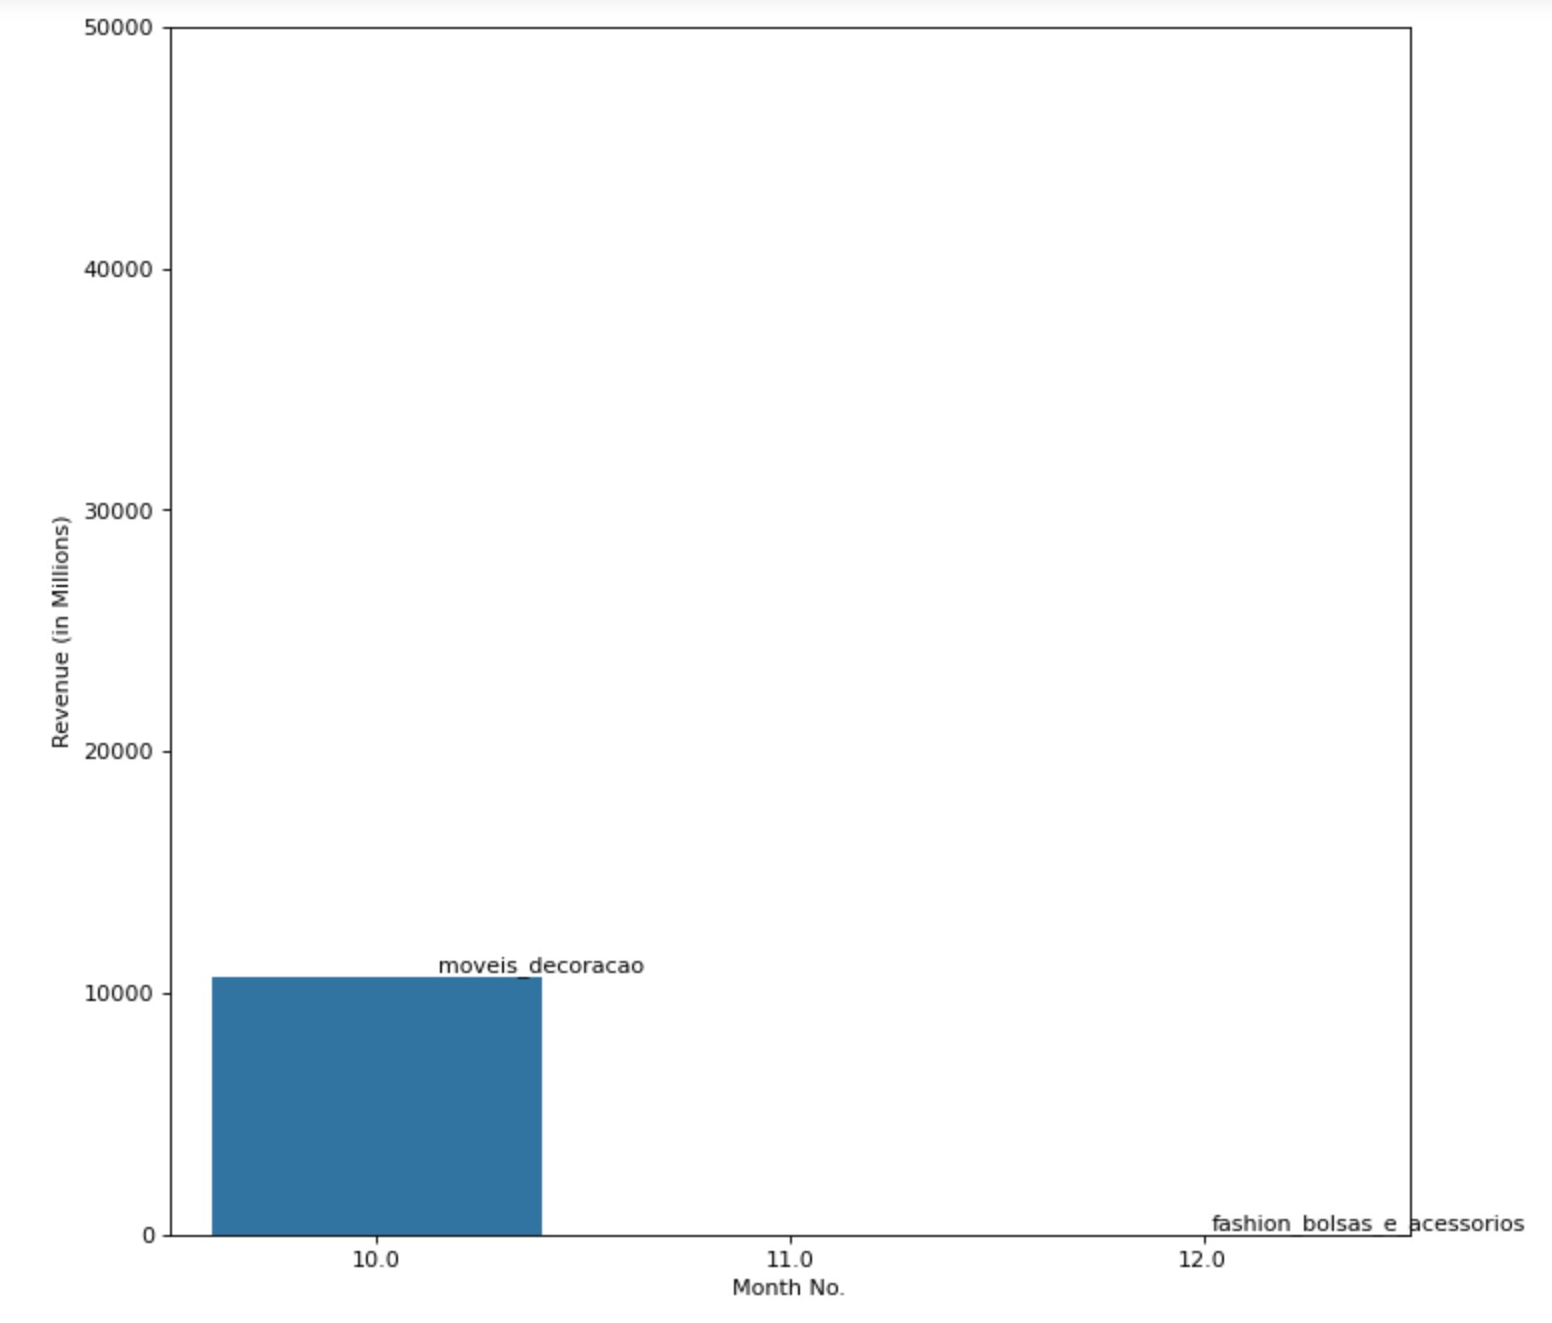 50000
40000
30000
20000
10000
0
Revenue (in Millions)
moveis_decoracao
fashion_bolsas_e_acessorios
10.0 11.0 12.0
Month No.